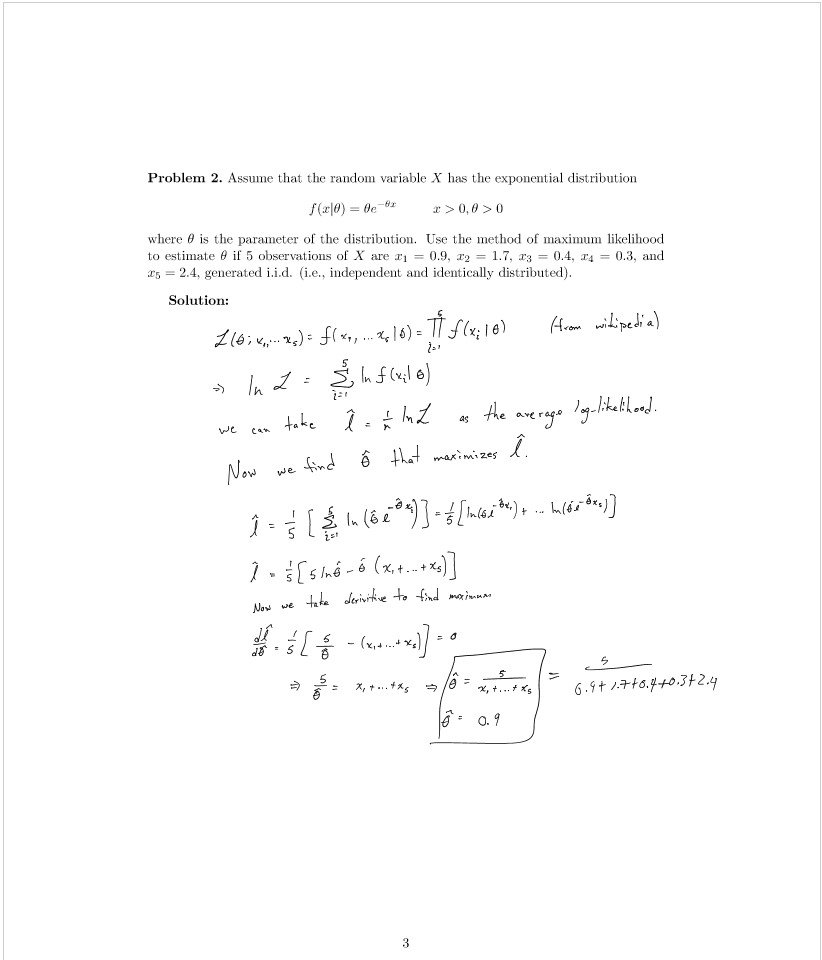 Problem 2. Assume that the random variable X has the exponential distribution
f(x|θ) = θe^{−θx}    x > 0, θ > 0
where θ is the parameter of the distribution. Use the method of maximum likelihood
to estimate θ if 5 observations of X are x₁ = 0.9, x₂ = 1.7, x₃ = 0.4, x₄ = 0.3, and
x₅ = 2.4, generated i.i.d. (i.e., independent and identically distributed).
Solution:
ℒ(θ; x₁,... x₅) = f(x₁, ... x₅|θ) = ∏_{i=1}^{5} f(x_i|θ)    (from wikipedia)
⇒ ln ℒ = ∑_{i=1}^{5} ln f(x_i|θ)
we can take l̂ = 1/n ln ℒ as the average log-likelihood.
Now we find θ̂ that maximizes l̂.
l̂ = 1/5 [∑_{i=1}^{5} ln(θ̂e^{−θ̂x_i})] = 1/5 [ln(θ̂e^{−θ̂x₁}) + ... ln(θ̂e^{−θ̂x₅})]
l̂ = 1/5 [5 lnθ̂ − θ̂ (x₁+...+x₅)]
Now we take derivitive to find maximum
dl̂/dθ̂ = 1/5 [5/θ̂ − (x₁+...+x₅)] = 0
⇒ 5/θ̂ = x₁+...+x₅ ⇒ θ̂ = 5/(x₁+...+x₅) = 5/(0.9+1.7+0.4+0.3+2.4)
θ̂ = 0.9
3